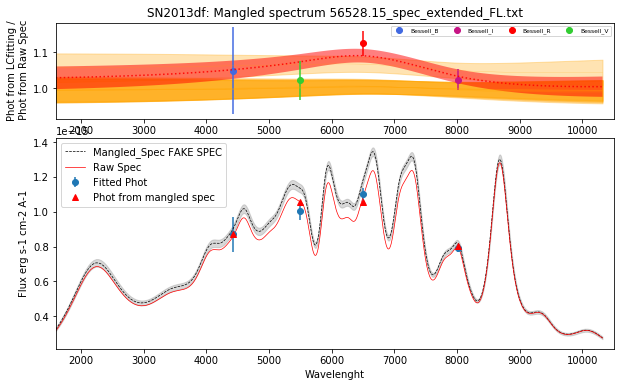 SN2013df: Mangled spectrum 56528.15_spec_extended_FL.txt
Phot from LCfitting /
Phot from Raw Spec
1.1
1.0
Bessell_B
Bessell_I
Bessell_R
Bessell_V
2000 3000 4000 5000 6000 7000 8000 9000 10000
Flux erg s-1 cm-2 A-1
1.4
1.2
1.0
0.8
0.6
0.4
Mangled_Spec FAKE SPEC
Raw Spec
Fitted Phot
Phot from mangled spec
2000 3000 4000 5000 6000 7000 8000 9000 10000
Wavelenght